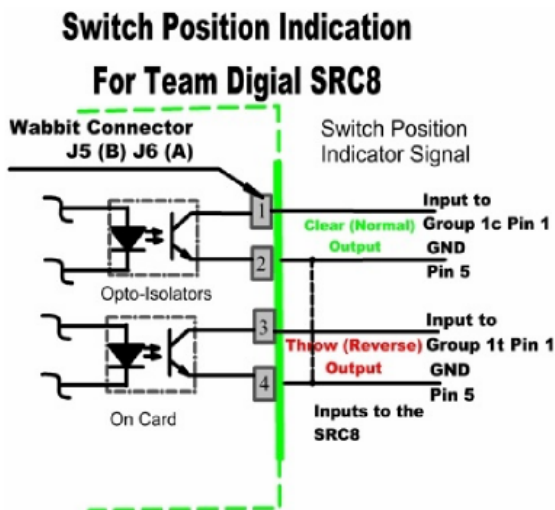 Switch Position Indication
For Team Digial SRC8
Wabbit Connector
J5 (B) J6 (A)
Switch Position
Indicator Signal
1
Input to
Clear (Normal)
Group 1c Pin 1
Output
GND
2
Pin 5
Opto-Isolators
3
Input to
Throw (Reverse)
Group 1t Pin 1
Output
GND
4
Pin 5
On Card
Inputs to the
SRC8